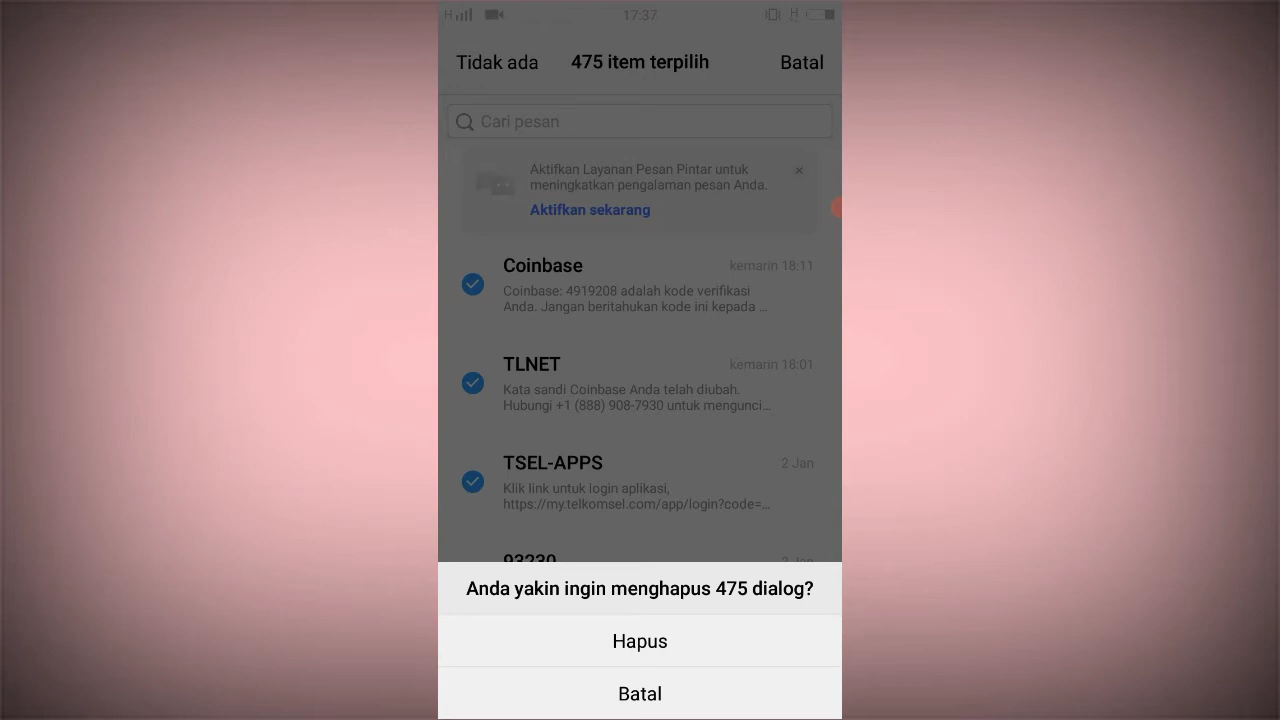 H 17:37 H
Tidak ada 475 item terpilih Batal
Cari pesan
Aktifkan Layanan Pesan Pintar untuk
meningkatkan pengalaman pesan Anda.
Aktifkan sekarang
Coinbase kemarin 18:11
Coinbase: 4919208 adalah kode verifikasi
Anda. Jangan beritahukan kode ini kepada ...
TLNET kemarin 18:01
Kata sandi Coinbase Anda telah diubah.
Hubungi +1 (888) 908-7930 untuk mengunci...
TSEL-APPS 2 Jan
Klik link untuk login aplikasi,
https://my.telkomsel.com/app/login?code=...
93230 2 Jan
Anda yakin ingin menghapus 475 dialog?
Hapus
Batal